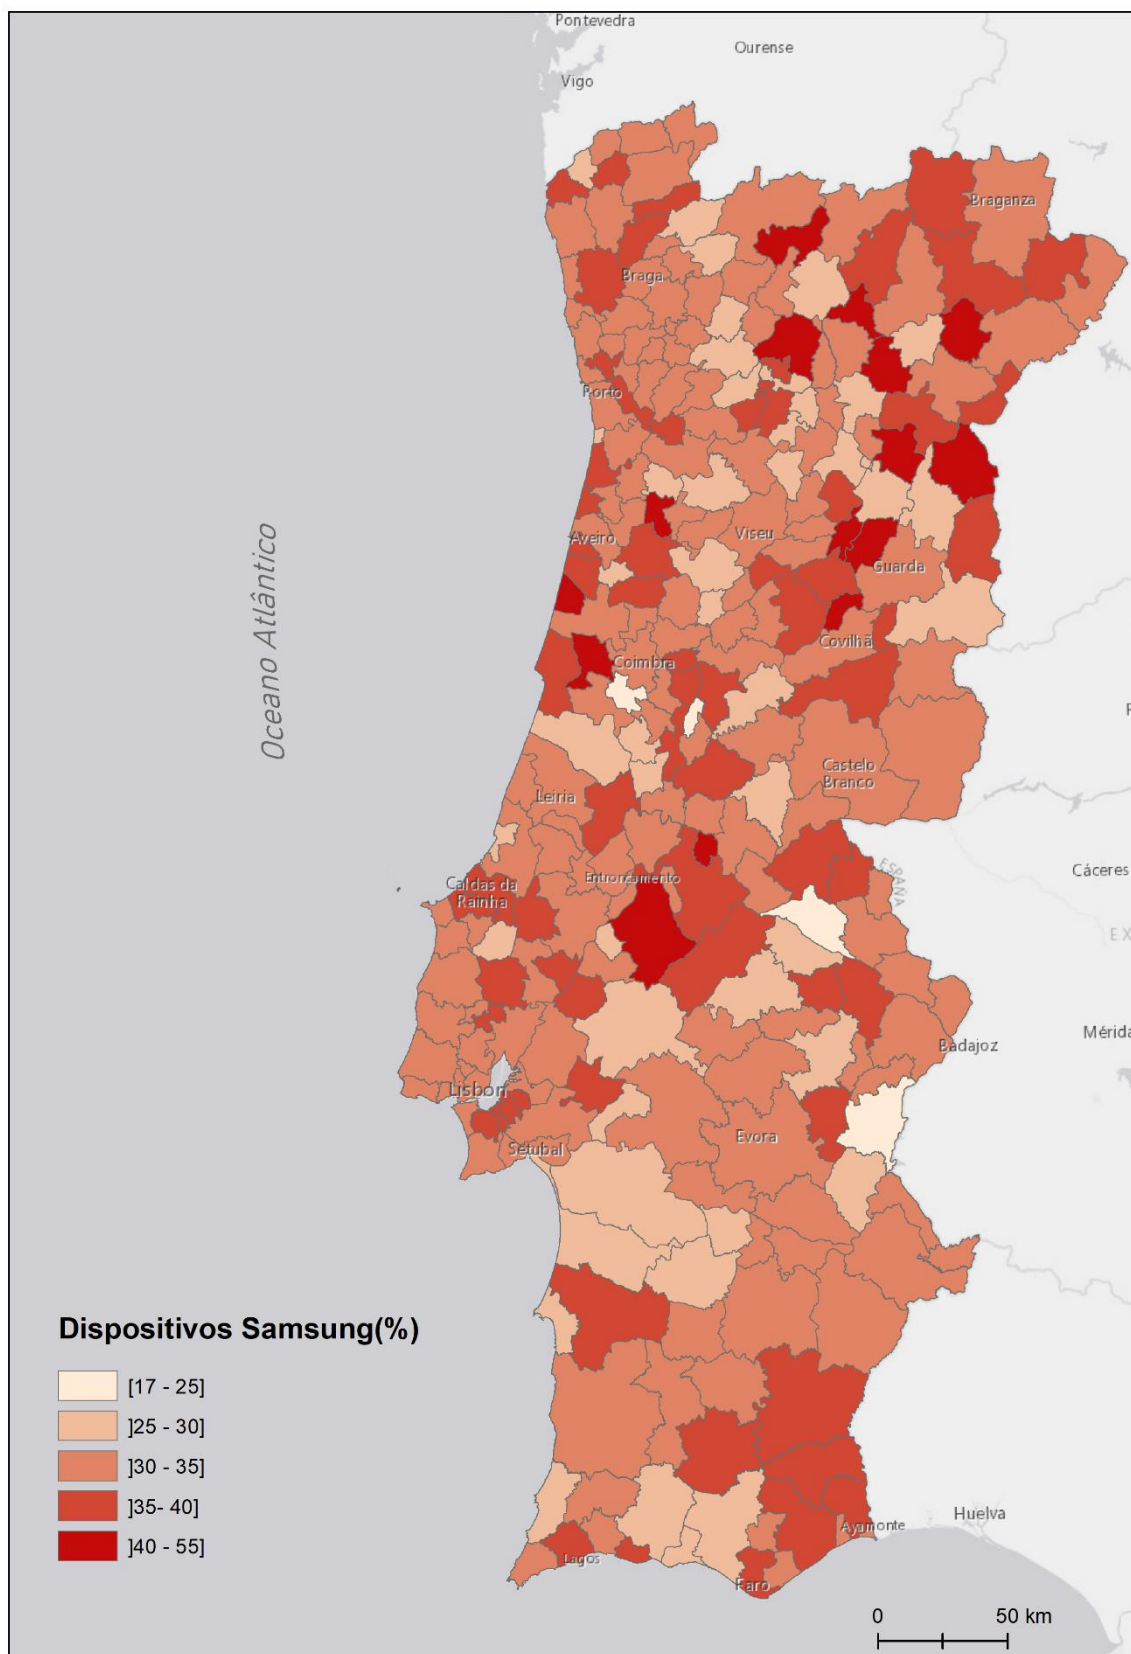 Pontevedra
Ourense
Vigo
Braganza
Braga
Porto
Aveiro
Viseu
Guarda
Covilhã
Coimbra
Oceano Atlântico
Castelo
Branco
Leiria
ESPAÑA
Cáceres
Entroncamento
Caldas da
Rainha
EX
Mérida
Badajoz
Lisbon
Evora
Setubal
Dispositivos Samsung(%)
]17 - 25]
]25 - 30]
]30 - 35]
]35- 40]
]40 - 55]
Huelva
Ayamonte
Lagos
Faro
0 50 km